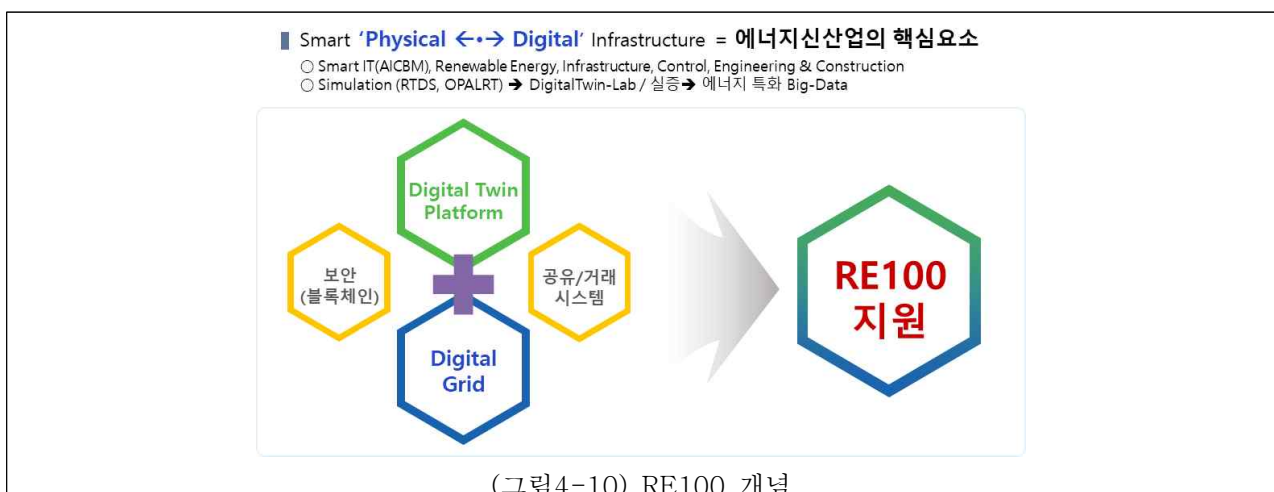 Smart ‘Physical ←·→ Digital’ Infrastructure = 에너지신산업의 핵심요소
○ Smart IT(AICBM), Renewable Energy, Infrastructure, Control, Engineering & Construction
○ Simulation (RTDS, OPALRT) → DigitalTwin-Lab / 실증→ 에너지 특화 Big-Data
Digital Twin
Platform
보안
(블록체인)
공유/거래
시스템
Digital
Grid
RE100
지원
(그림4-10) RE100 개념